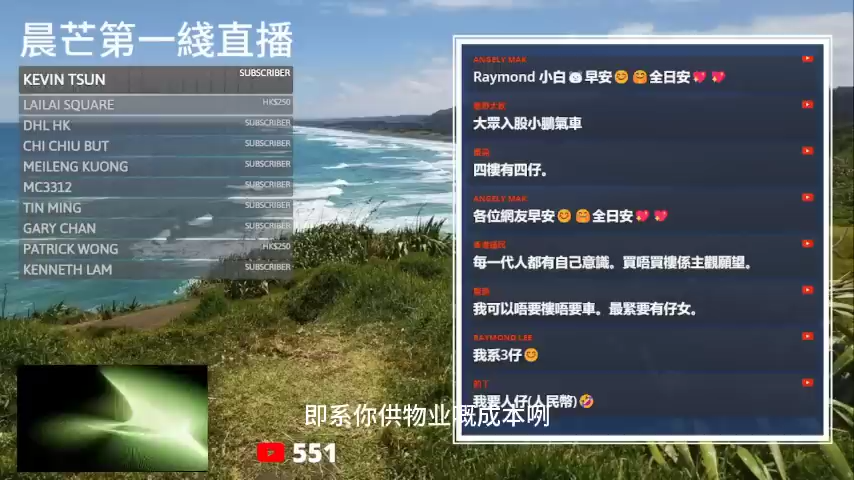 晨芒第一綫直播
KEVIN TSUN SUBSCRIBER
LAILAI SQUARE HK$250
DHL HK SUBSCRIBER
CHI CHIU BUT SUBSCRIBER
MEILENG KUONG SUBSCRIBER
MC3312 SUBSCRIBER
TIN MING SUBSCRIBER
GARY CHAN SUBSCRIBER
PATRICK WONG HK$250
KENNETH LAM SUBSCRIBER
ANGELY MAK
Raymond 小白🐻‍❄️早安😊🤗全日安💖💖
大眾入股小鵬氣車
四樓有四仔。
ANGELY MAK
各位網友早安😊🤗全日安💖💖
每一代人都有自己意識。買唔買樓係主觀願望。
我可以唔要樓唔要車。最緊要有仔女。
RAYMOND LEE
我系3仔😊
我要人仔(人民幣)🤣
即系你供物业嘅成本咧
551